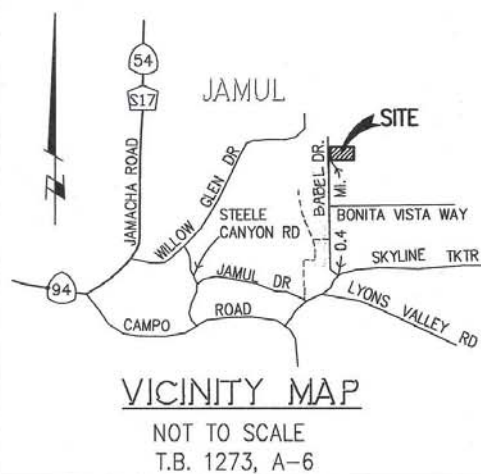 54
S17
JAMUL
JAMACHA ROAD
WILLOW GLEN DR
STEELE
CANYON RD
BABEL DR.
SITE
0.4 MI.
BONITA VISTA WAY
SKYLINE TKTR
JAMUL DR
LYONS VALLEY RD
94
CAMPO ROAD
VICINITY MAP
NOT TO SCALE
T.B. 1273, A-6